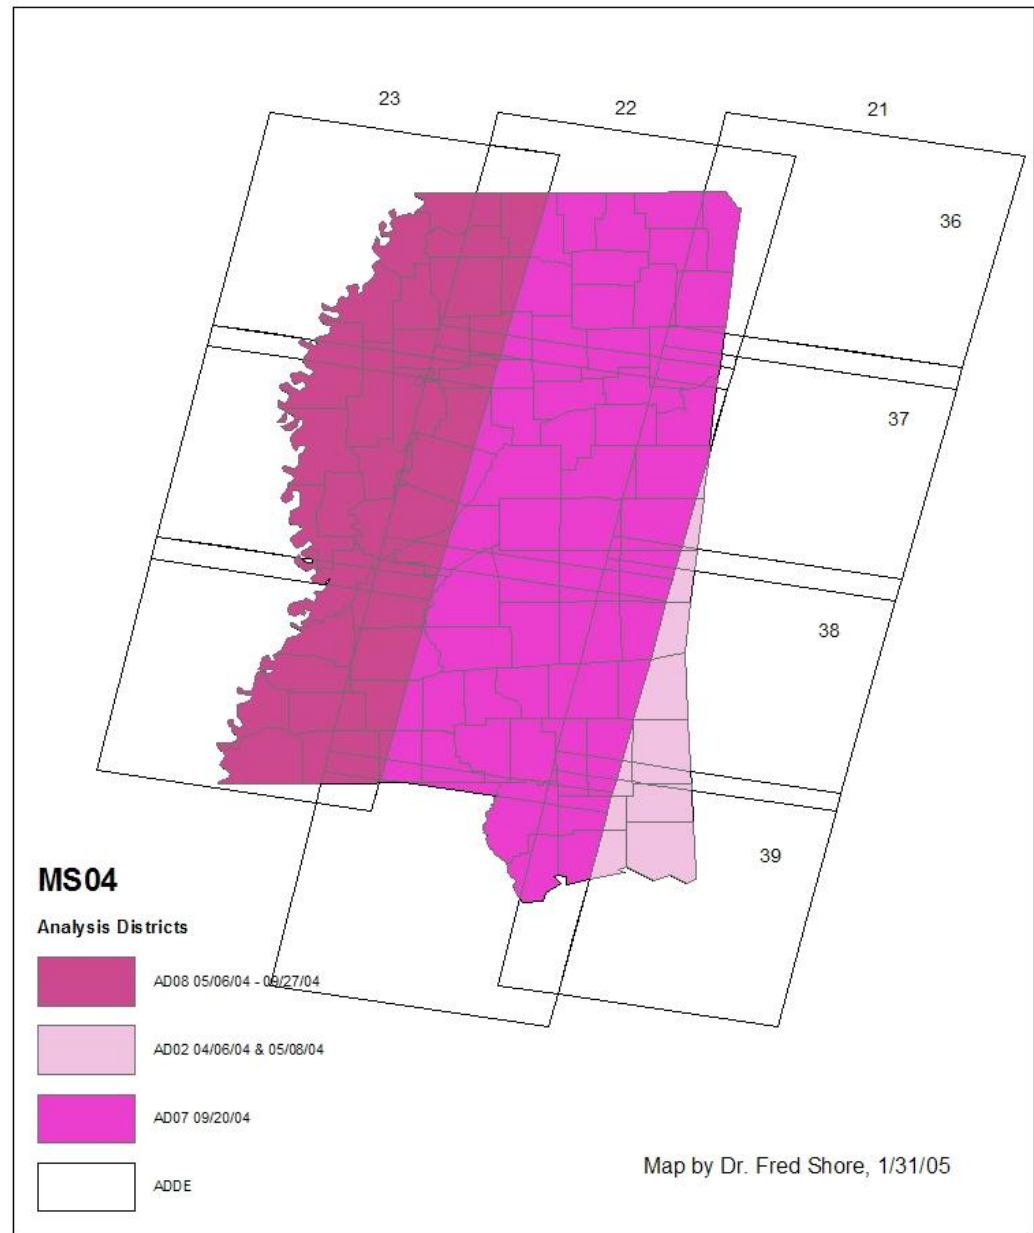 23
22
21
36
37
38
39
MS04
Analysis Districts
AD08 05/06/04 - 09/27/04
AD02 04/06/04 & 05/08/04
AD07 09/20/04
ADDE
Map by Dr. Fred Shore, 1/31/05